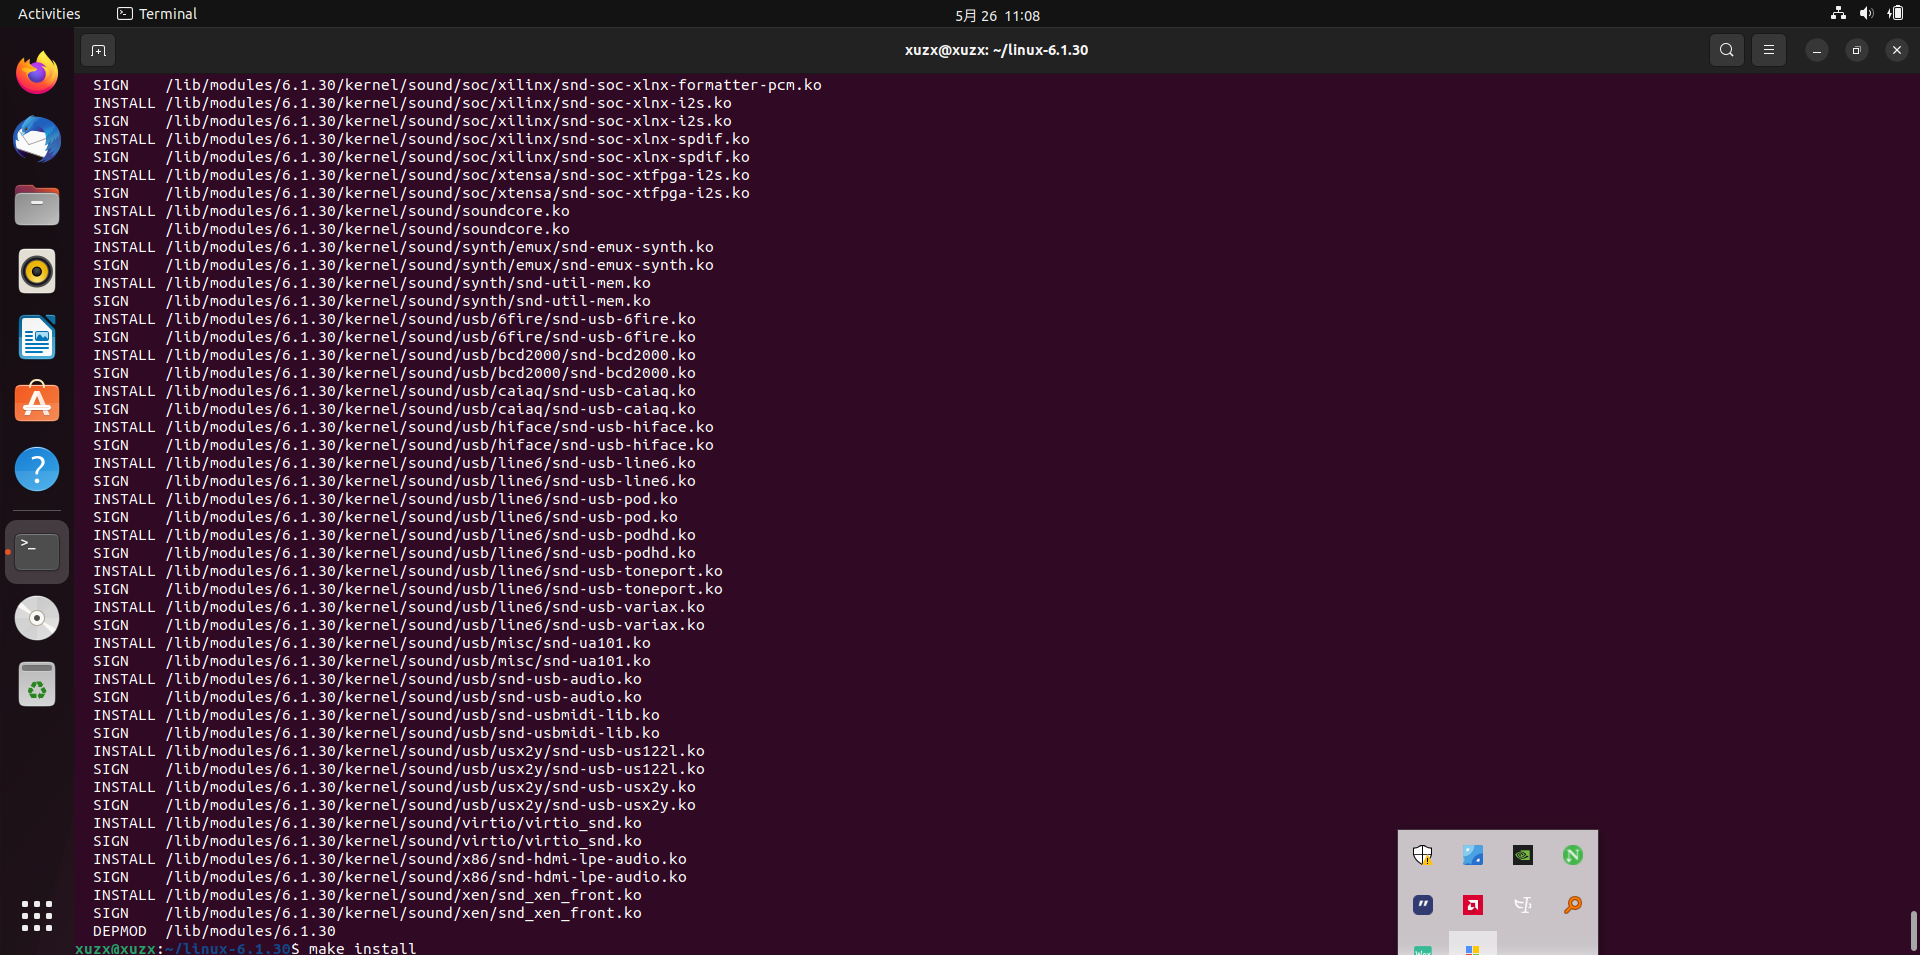 Activities
Terminal
5月 26 11:08
xuzx@xuzx: ~/linux-6.1.30
SIGN /lib/modules/6.1.30/kernel/sound/soc/xilinx/snd-soc-xlnx-formatter-pcm.ko
INSTALL /lib/modules/6.1.30/kernel/sound/soc/xilinx/snd-soc-xlnx-i2s.ko
SIGN /lib/modules/6.1.30/kernel/sound/soc/xilinx/snd-soc-xlnx-i2s.ko
INSTALL /lib/modules/6.1.30/kernel/sound/soc/xilinx/snd-soc-xlnx-spdif.ko
SIGN /lib/modules/6.1.30/kernel/sound/soc/xilinx/snd-soc-xlnx-spdif.ko
INSTALL /lib/modules/6.1.30/kernel/sound/soc/xtensa/snd-soc-xtfpga-i2s.ko
SIGN /lib/modules/6.1.30/kernel/sound/soc/xtensa/snd-soc-xtfpga-i2s.ko
INSTALL /lib/modules/6.1.30/kernel/sound/soundcore.ko
SIGN /lib/modules/6.1.30/kernel/sound/soundcore.ko
INSTALL /lib/modules/6.1.30/kernel/sound/synth/emux/snd-emux-synth.ko
SIGN /lib/modules/6.1.30/kernel/sound/synth/emux/snd-emux-synth.ko
INSTALL /lib/modules/6.1.30/kernel/sound/synth/snd-util-mem.ko
SIGN /lib/modules/6.1.30/kernel/sound/synth/snd-util-mem.ko
INSTALL /lib/modules/6.1.30/kernel/sound/usb/6fire/snd-usb-6fire.ko
SIGN /lib/modules/6.1.30/kernel/sound/usb/6fire/snd-usb-6fire.ko
INSTALL /lib/modules/6.1.30/kernel/sound/usb/bcd2000/snd-bcd2000.ko
SIGN /lib/modules/6.1.30/kernel/sound/usb/bcd2000/snd-bcd2000.ko
INSTALL /lib/modules/6.1.30/kernel/sound/usb/caiaq/snd-usb-caiaq.ko
SIGN /lib/modules/6.1.30/kernel/sound/usb/caiaq/snd-usb-caiaq.ko
INSTALL /lib/modules/6.1.30/kernel/sound/usb/hiface/snd-usb-hiface.ko
SIGN /lib/modules/6.1.30/kernel/sound/usb/hiface/snd-usb-hiface.ko
INSTALL /lib/modules/6.1.30/kernel/sound/usb/line6/snd-usb-line6.ko
SIGN /lib/modules/6.1.30/kernel/sound/usb/line6/snd-usb-line6.ko
INSTALL /lib/modules/6.1.30/kernel/sound/usb/line6/snd-usb-pod.ko
SIGN /lib/modules/6.1.30/kernel/sound/usb/line6/snd-usb-pod.ko
INSTALL /lib/modules/6.1.30/kernel/sound/usb/line6/snd-usb-podhd.ko
SIGN /lib/modules/6.1.30/kernel/sound/usb/line6/snd-usb-podhd.ko
INSTALL /lib/modules/6.1.30/kernel/sound/usb/line6/snd-usb-toneport.ko
SIGN /lib/modules/6.1.30/kernel/sound/usb/line6/snd-usb-toneport.ko
INSTALL /lib/modules/6.1.30/kernel/sound/usb/line6/snd-usb-variax.ko
SIGN /lib/modules/6.1.30/kernel/sound/usb/line6/snd-usb-variax.ko
INSTALL /lib/modules/6.1.30/kernel/sound/usb/misc/snd-ua101.ko
SIGN /lib/modules/6.1.30/kernel/sound/usb/misc/snd-ua101.ko
INSTALL /lib/modules/6.1.30/kernel/sound/usb/snd-usb-audio.ko
SIGN /lib/modules/6.1.30/kernel/sound/usb/snd-usb-audio.ko
INSTALL /lib/modules/6.1.30/kernel/sound/usb/snd-usbmidi-lib.ko
SIGN /lib/modules/6.1.30/kernel/sound/usb/snd-usbmidi-lib.ko
INSTALL /lib/modules/6.1.30/kernel/sound/usb/usx2y/snd-usb-us122l.ko
SIGN /lib/modules/6.1.30/kernel/sound/usb/usx2y/snd-usb-us122l.ko
INSTALL /lib/modules/6.1.30/kernel/sound/usb/usx2y/snd-usb-usx2y.ko
SIGN /lib/modules/6.1.30/kernel/sound/usb/usx2y/snd-usb-usx2y.ko
INSTALL /lib/modules/6.1.30/kernel/sound/virtio/virtio_snd.ko
SIGN /lib/modules/6.1.30/kernel/sound/virtio/virtio_snd.ko
INSTALL /lib/modules/6.1.30/kernel/sound/x86/snd-hdmi-lpe-audio.ko
SIGN /lib/modules/6.1.30/kernel/sound/x86/snd-hdmi-lpe-audio.ko
INSTALL /lib/modules/6.1.30/kernel/sound/xen/snd_xen_front.ko
SIGN /lib/modules/6.1.30/kernel/sound/xen/snd_xen_front.ko
DEPMOD /lib/modules/6.1.30
xuzx@xuzx:~/linux-6.1.30$ make install